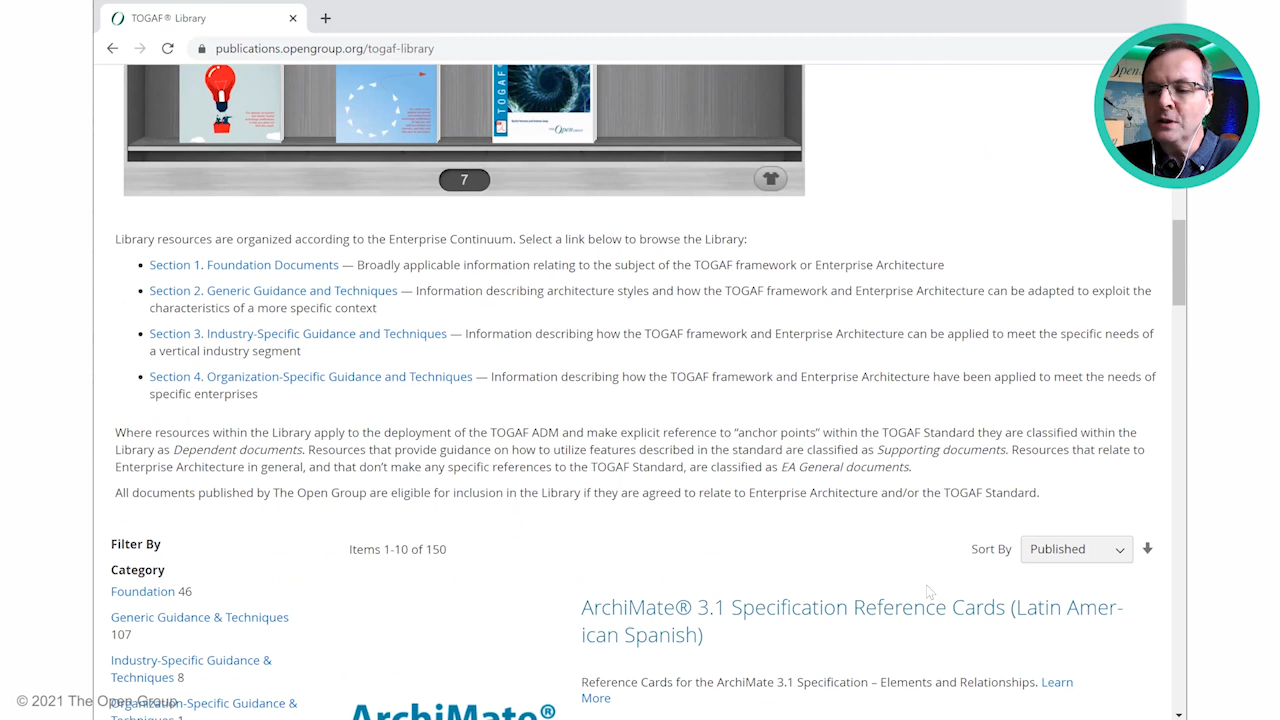 TOGAF® Library
publications.opengroup.org/togaf-library
TOGAF
Open
7
Library resources are organized according to the Enterprise Continuum. Select a link below to browse the Library:
Section 1. Foundation Documents — Broadly applicable information relating to the subject of the TOGAF framework or Enterprise Architecture
Section 2. Generic Guidance and Techniques — Information describing architecture styles and how the TOGAF framework and Enterprise Architecture can be adapted to exploit the
characteristics of a more specific context
Section 3. Industry-Specific Guidance and Techniques — Information describing how the TOGAF framework and Enterprise Architecture can be applied to meet the specific needs of
a vertical industry segment
Section 4. Organization-Specific Guidance and Techniques — Information describing how the TOGAF framework and Enterprise Architecture have been applied to meet the needs of
specific enterprises
Where resources within the Library apply to the deployment of the TOGAF ADM and make explicit reference to “anchor points” within the TOGAF Standard they are classified within the
Library as Dependent documents. Resources that provide guidance on how to utilize features described in the standard are classified as Supporting documents. Resources that relate to
Enterprise Architecture in general, and that don’t make any specific references to the TOGAF Standard, are classified as EA General documents.
All documents published by The Open Group are eligible for inclusion in the Library if they are agreed to relate to Enterprise Architecture and/or the TOGAF Standard.
Filter By
Items 1-10 of 150
Sort By Published
Category
Foundation 46
Generic Guidance & Techniques
107
Industry-Specific Guidance &
Techniques 8
Organization-Specific Guidance &
Techniques 1
ArchiMate® 3.1 Specification Reference Cards (Latin Amer-
ican Spanish)
Reference Cards for the ArchiMate 3.1 Specification – Elements and Relationships. Learn
More
ArchiMate®
© 2021 The Open Group